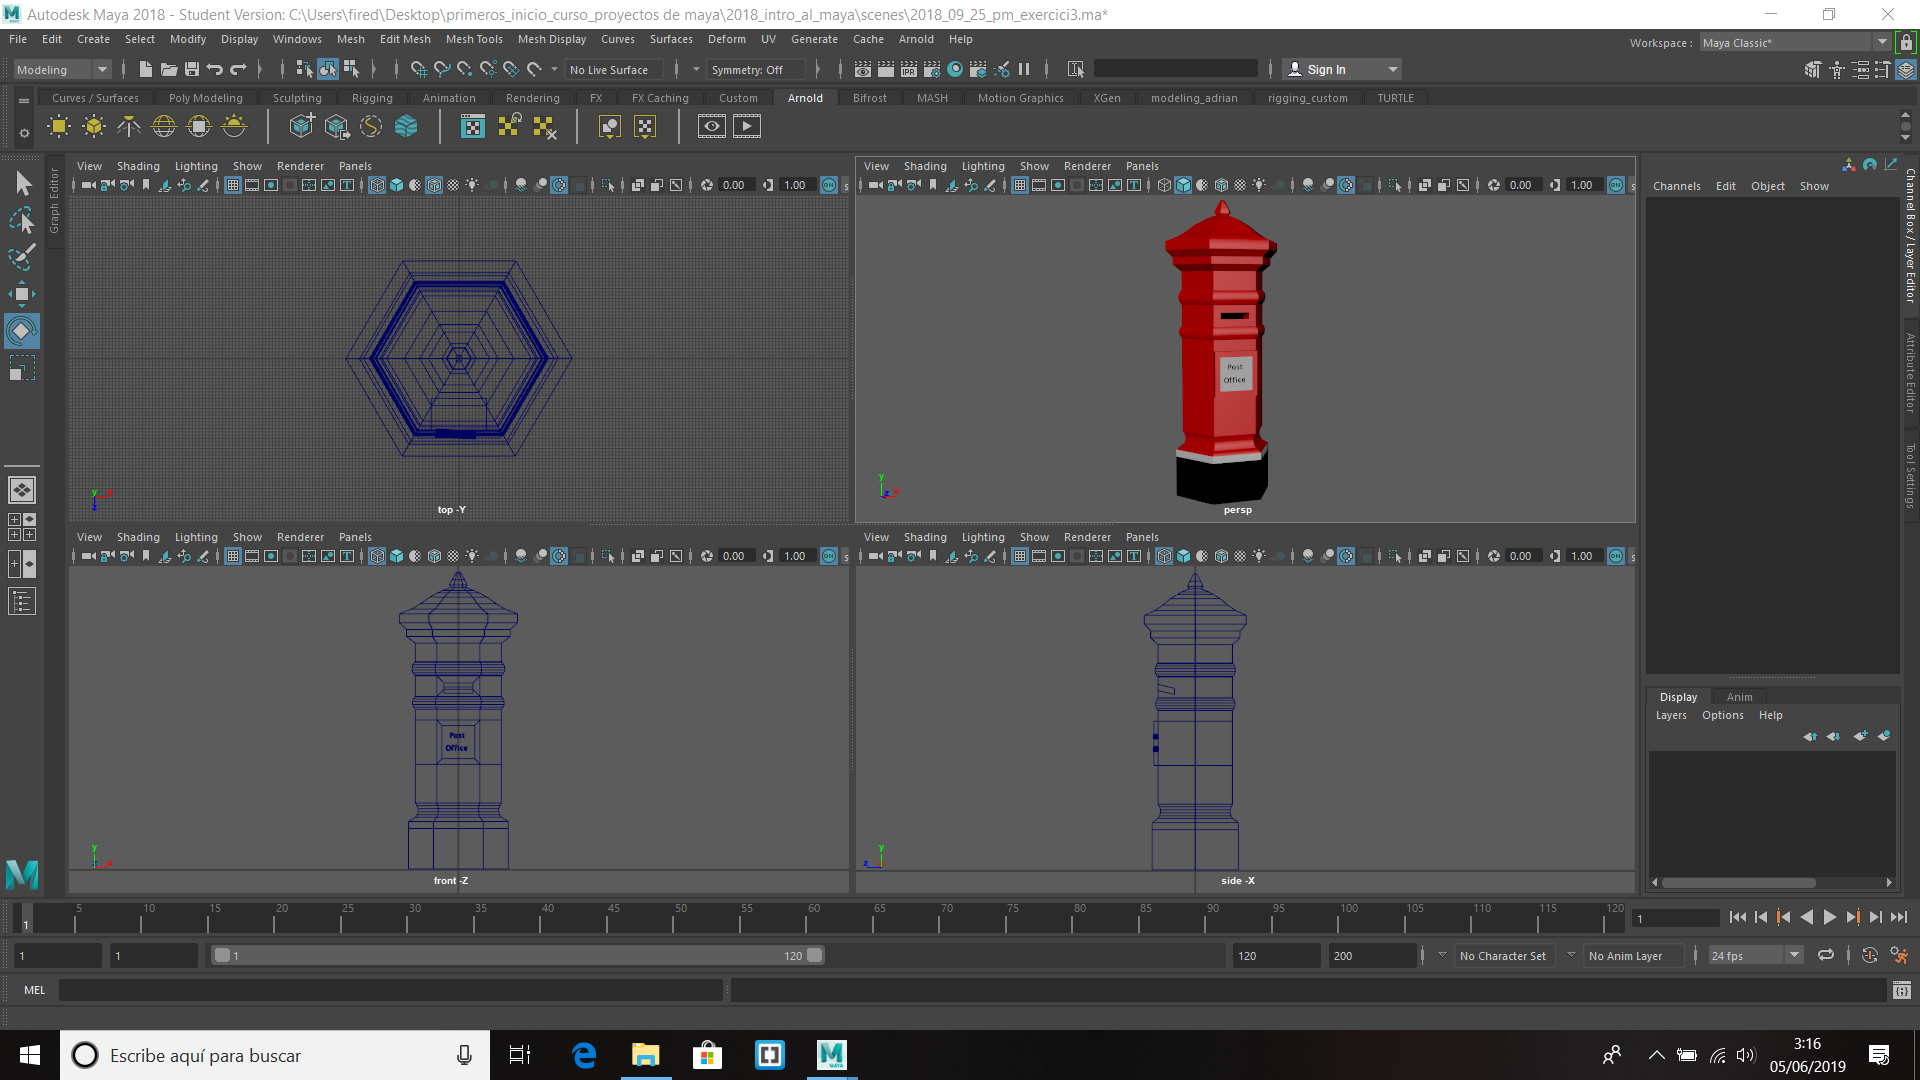 Autodesk Maya 2018 - Student Version: C:\Users\fired\Desktop\primeros_inicio_curso_proyectos de maya\2018_intro_al_maya\scenes\2018_09_25_pm_exercici3.ma*
File Edit Create Select Modify Display Windows Mesh Edit Mesh Mesh Tools Mesh Display Curves Surfaces Deform UV Generate Cache Arnold Help
Workspace : Maya Classic*
Modeling No Live Surface Symmetry: Off Sign In
Curves / Surfaces Poly Modeling Sculpting Rigging Animation Rendering FX FX Caching Custom Arnold Bifrost MASH Motion Graphics XGen modeling_adrian rigging_custom TURTLE
Graph Editor
View Shading Lighting Show Renderer Panels
0.00 1.00 ON
top -Y
View Shading Lighting Show Renderer Panels
0.00 1.00 ON
Post
Office
persp
View Shading Lighting Show Renderer Panels
0.00 1.00 ON
Post
Office
front -Z
View Shading Lighting Show Renderer Panels
0.00 1.00 ON
side -X
Channels Edit Object Show
Channel Box / Layer Editor
Attribute Editor
Tool Settings
Display Anim
Layers Options Help
5 10 15 20 25 30 35 40 45 50 55 60 65 70 75 80 85 90 95 100 105 110 115 120
1 1
1 1 1 120 120 200 No Character Set No Anim Layer 24 fps
MEL
Escribe aquí para buscar
3:16
05/06/2019